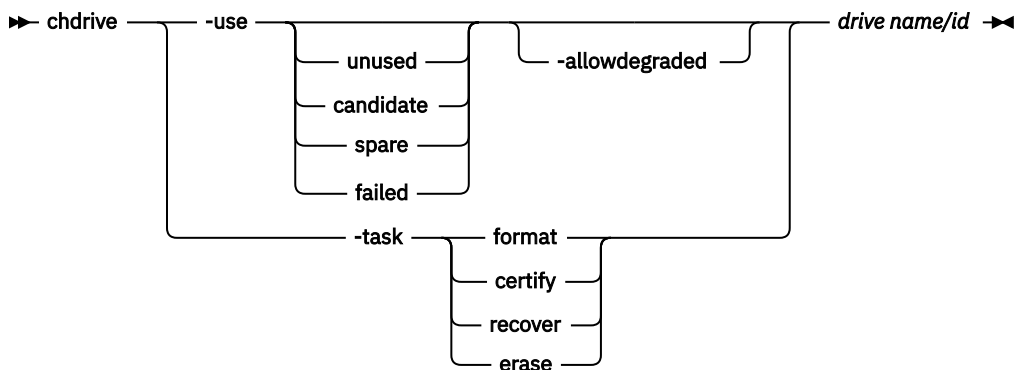 chdrive -use drive name/id
unused -allowdegraded
candidate
spare
failed
-task format
certify
recover
erase